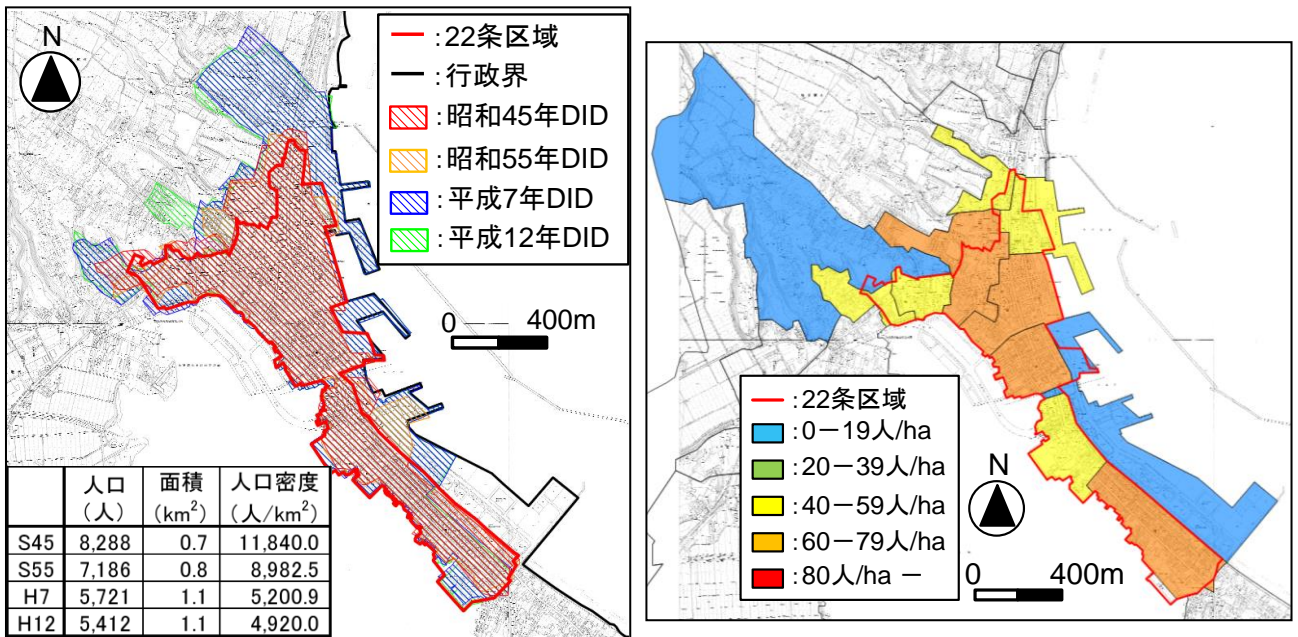 N
:22条区域
:行政界
:昭和45年DID
:昭和55年DID
:平成7年DID
:平成12年DID
0 400m
人口 面積 人口密度
(人) (km²) (人/km²)
S45 8,288 0.7 11,840.0
S55 7,186 0.8 8,982.5
H7 5,721 1.1 5,200.9
H12 5,412 1.1 4,920.0
:22条区域
:0-19人/ha
:20-39人/ha
:40-59人/ha
:60-79人/ha
:80人/ha -
N
0 400m